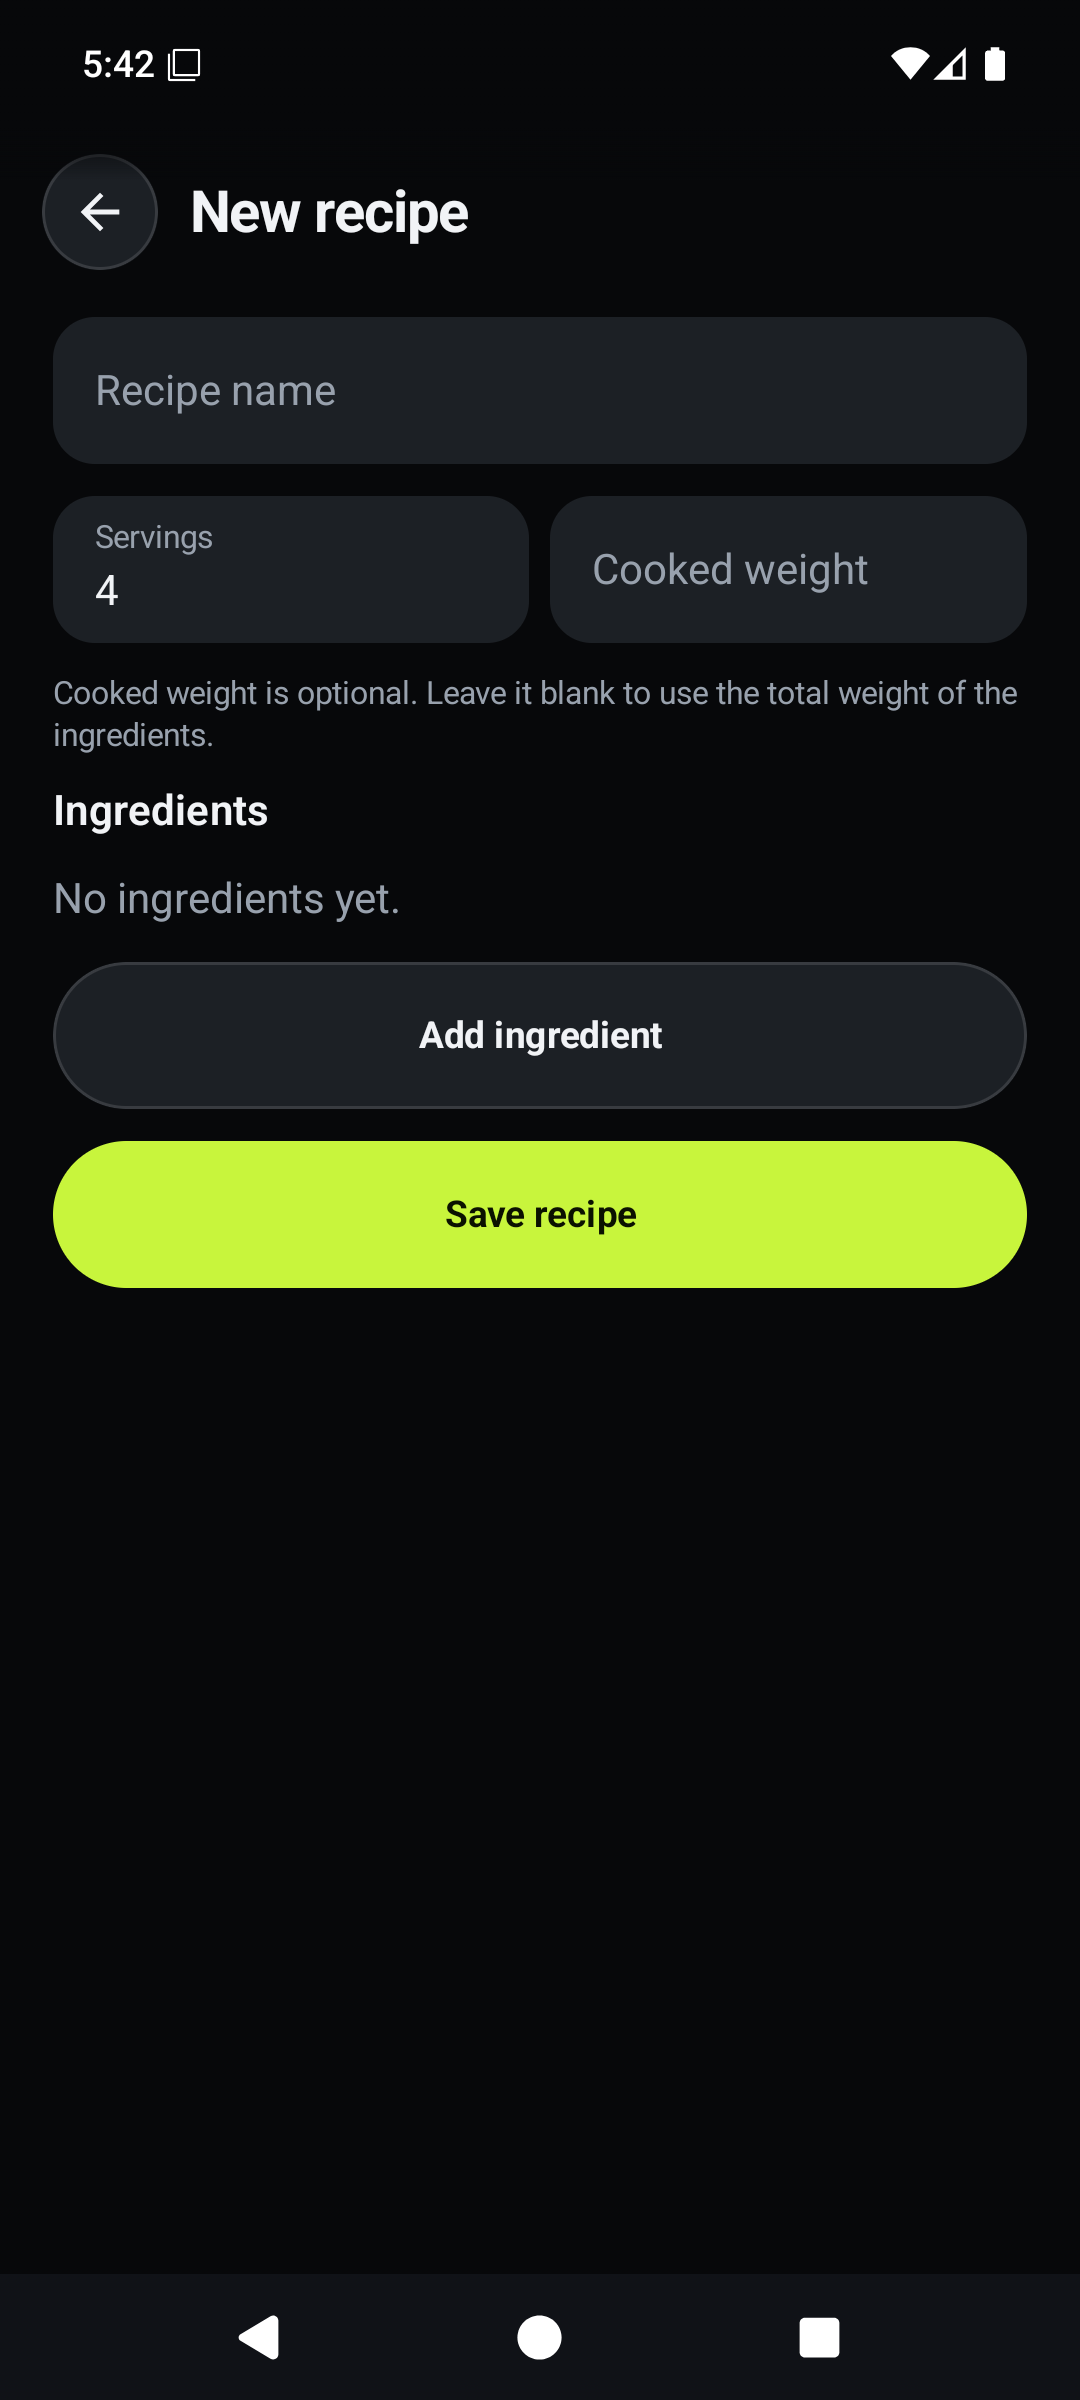 5:42
New recipe
Recipe name
Servings
4
Cooked weight
Cooked weight is optional. Leave it blank to use the total weight of the
ingredients.
Ingredients
No ingredients yet.
Add ingredient
Save recipe